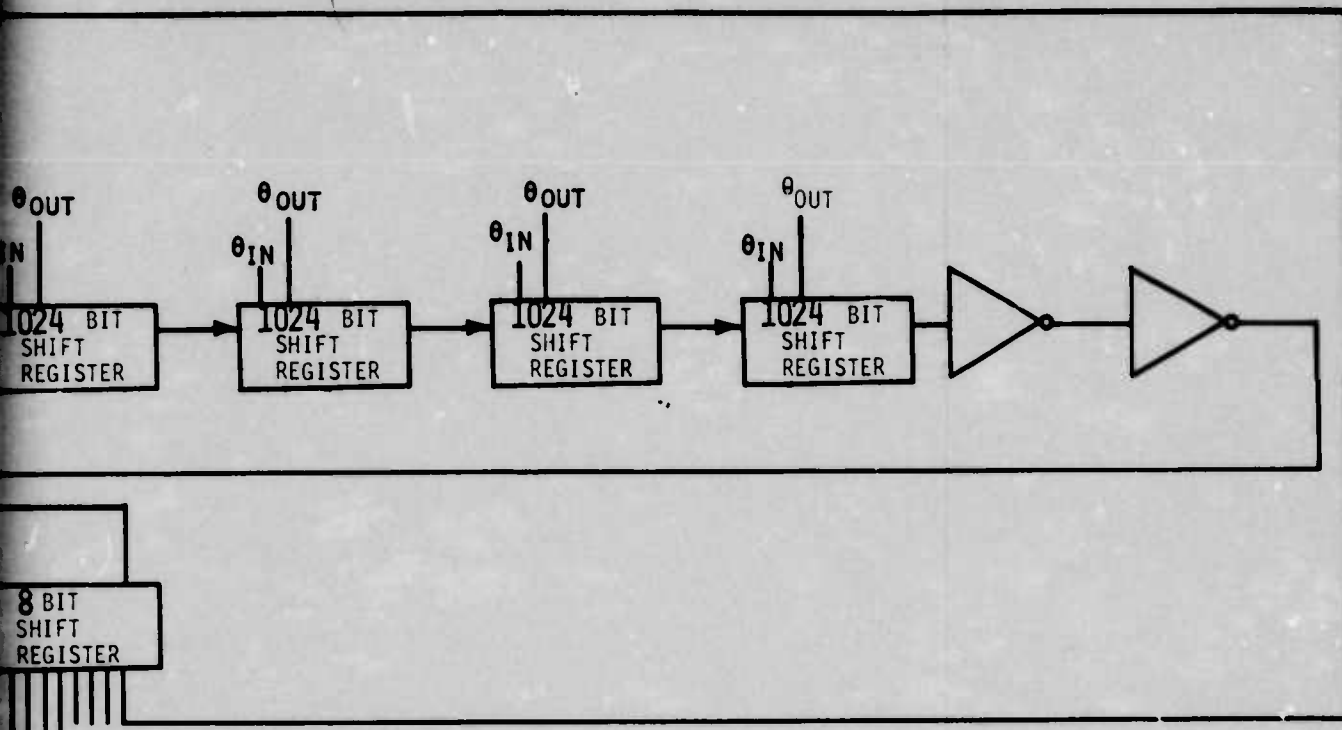 θOUT
IN
1024 BIT
SHIFT
REGISTER
θOUT
θIN
1024 BIT
SHIFT
REGISTER
θOUT
θIN
1024 BIT
SHIFT
REGISTER
θOUT
θIN
1024 BIT
SHIFT
REGISTER
8 BIT
SHIFT
REGISTER